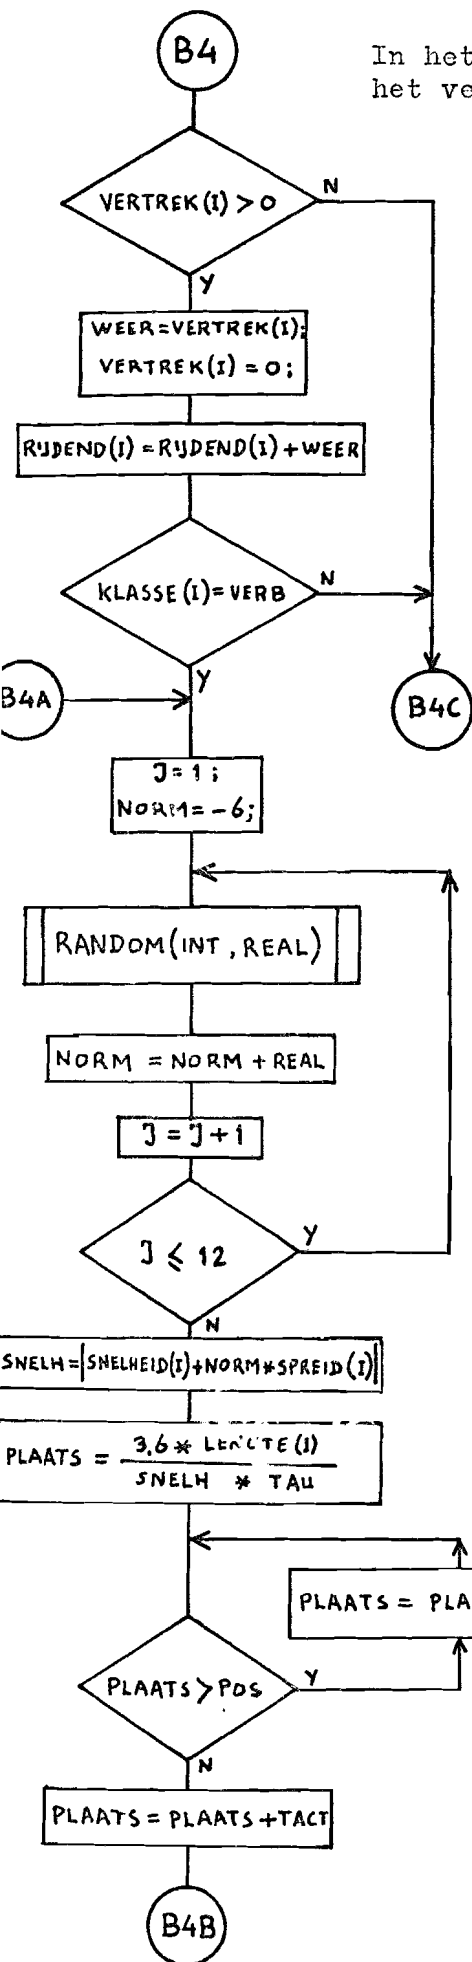 B4
In het
het ve
VERTREK(I) > 0
N
Y
WEER=VERTREK(I);
VERTREK(I) = 0;
RIJDEND(I)=RIJDEND(I)+WEER
KLASSE(I)=VERB
N
Y
B4A
B4C
J=1;
NORM=-6;
RANDOM(INT, REAL)
NORM = NORM + REAL
J = J+1
J ≤ 12
Y
N
SNELH=|SNELHEID(I)+NORM*SPREID(I)|
PLAATS = 3,6 * LENGTE(I)
SNELH * TAU
PLAATS = PLA
PLAATS > POS
Y
N
PLAATS = PLAATS+TACT
B4B